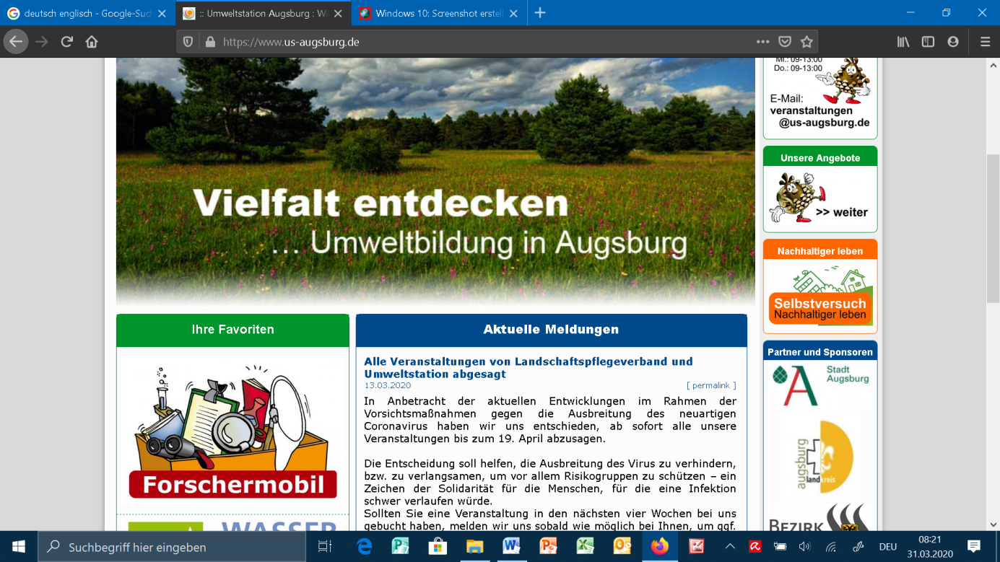 deutsch englisch - Google-Such
:: Umweltstation Augsburg : Wil
Windows 10: Screenshot erstell
https://www.us-augsburg.de
Mi.: 09-13:00
Do.: 09-13:00
E-Mail:
veranstaltungen
@us-augsburg.de
Unsere Angebote
>> weiter
Nachhaltiger leben
Selbstversuch
Nachhaltiger leben
Partner und Sponsoren
Stadt
Augsburg
augsburg
landkreis
BEZIRK
Vielfalt entdecken
... Umweltbildung in Augsburg
Ihre Favoriten
Forschermobil
WASSER
Aktuelle Meldungen
Alle Veranstaltungen von Landschaftspflegeverband und
Umweltstation abgesagt
13.03.2020 [ permalink ]
In Anbetracht der aktuellen Entwicklungen im Rahmen der
Vorsichtsmaßnahmen gegen die Ausbreitung des neuartigen
Coronavirus haben wir uns entschieden, ab sofort alle unsere
Veranstaltungen bis zum 19. April abzusagen.
Die Entscheidung soll helfen, die Ausbreitung des Virus zu verhindern,
bzw. zu verlangsamen, um vor allem Risikogruppen zu schützen – ein
Zeichen der Solidarität für die Menschen, für die eine Infektion
schwer verlaufen würde.
Sollten Sie eine Veranstaltung in den nächsten vier Wochen bei uns
gebucht haben, melden wir uns sobald wie möglich bei Ihnen, um ggf.
Suchbegriff hier eingeben
DEU
08:21
31.03.2020